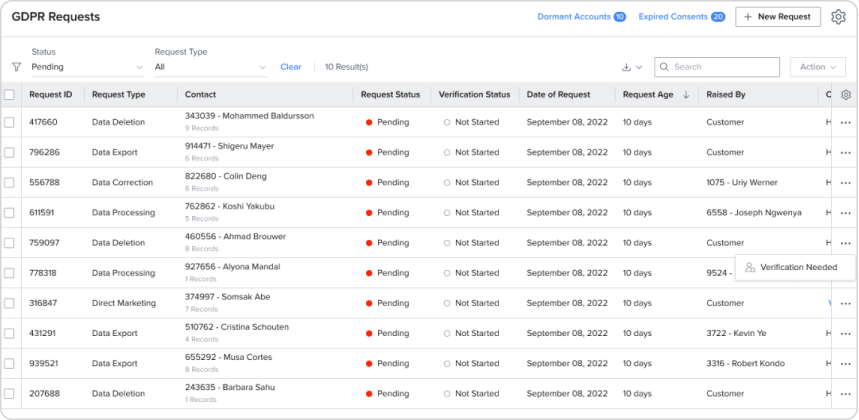 GDPR Requests
Dormant Accounts 10 Expired Consents 20 + New Request
Status Request Type
Pending All Clear 10 Result(s) Search Action
Request ID Request Type Contact Request Status Verification Status Date of Request Request Age Raised By
417660 Data Deletion 343039 - Mohammed Baldursson Pending Not Started September 08, 2022 10 days Customer
9 Records
796286 Data Export 914471 - Shigeru Mayer Pending Not Started September 08, 2022 10 days Customer
6 Records
556788 Data Correction 822680 - Colin Deng Pending Not Started September 08, 2022 10 days 1075 - Uriy Werner
6 Records
611591 Data Processing 762862 - Koshi Yakubu Pending Not Started September 08, 2022 10 days 6558 - Joseph Ngwenya
5 Records
759097 Data Deletion 460556 - Ahmad Brouwer Pending Not Started September 08, 2022 10 days Customer
8 Records
778318 Data Processing 927656 - Alyona Mandal Pending Not Started September 08, 2022 10 days 9524 - Verification Needed
1 Records
316847 Direct Marketing 374997 - Somsak Abe Pending Not Started September 08, 2022 10 days Customer
7 Records
431291 Data Export 510762 - Cristina Schouten Pending Not Started September 08, 2022 10 days 3722 - Kevin Ye
4 Records
939521 Data Export 655292 - Musa Cortes Pending Not Started September 08, 2022 10 days 3316 - Robert Kondo
8 Records
207688 Data Deletion 243635 - Barbara Sahu Pending Not Started September 08, 2022 10 days Customer
1 Records